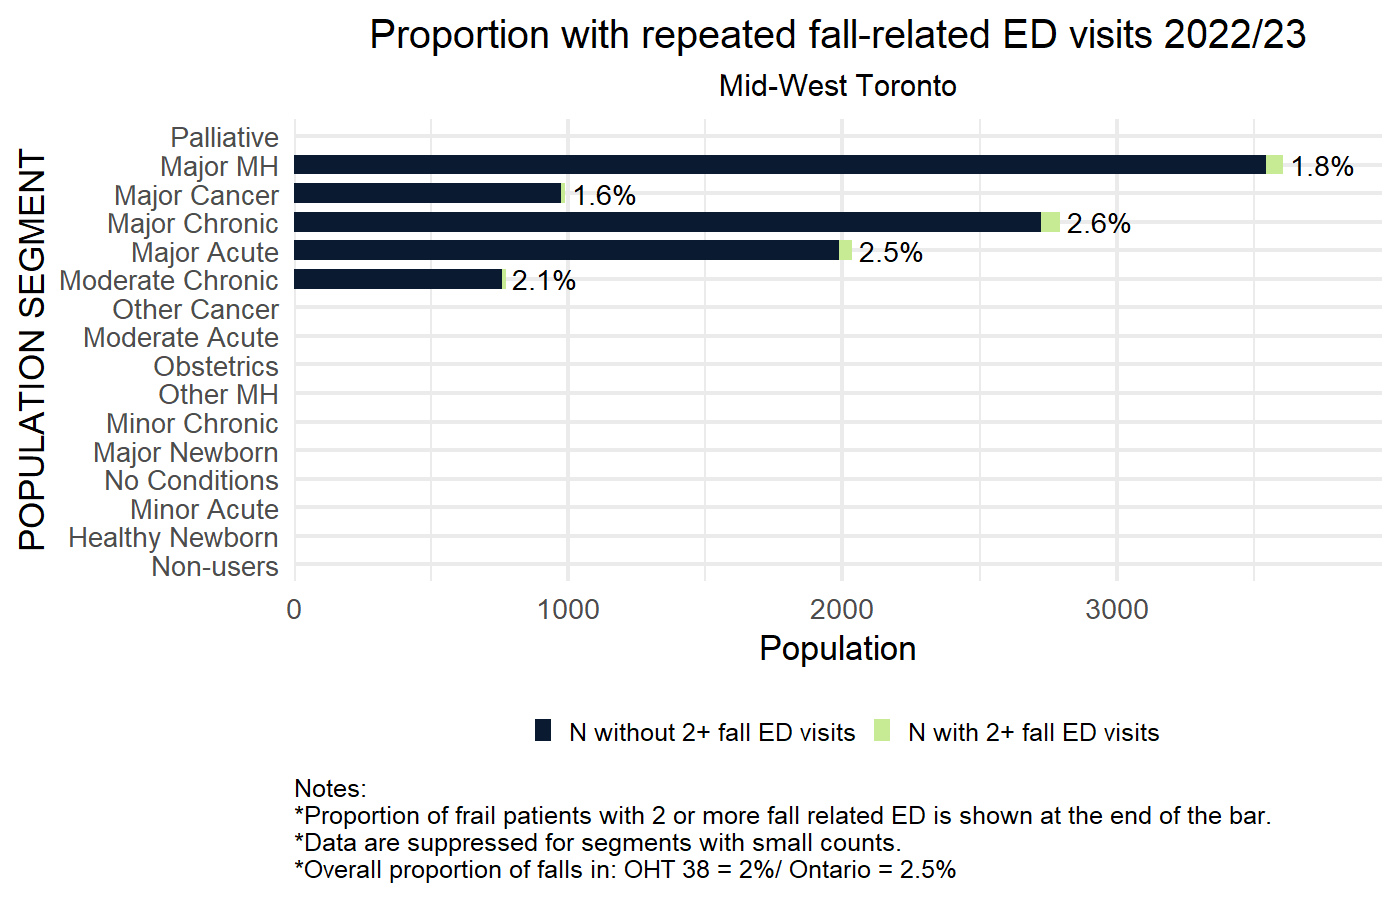 Proportion with repeated fall-related ED visits 2022/23
Mid-West Toronto
POPULATION SEGMENT
Palliative
Major MH 1.8%
Major Cancer 1.6%
Major Chronic 2.6%
Major Acute 2.5%
Moderate Chronic 2.1%
Other Cancer
Moderate Acute
Obstetrics
Other MH
Minor Chronic
Major Newborn
No Conditions
Minor Acute
Healthy Newborn
Non-users
0 1000 2000 3000
Population
N without 2+ fall ED visits N with 2+ fall ED visits
Notes:
*Proportion of frail patients with 2 or more fall related ED is shown at the end of the bar.
*Data are suppressed for segments with small counts.
*Overall proportion of falls in: OHT 38 = 2%/ Ontario = 2.5%